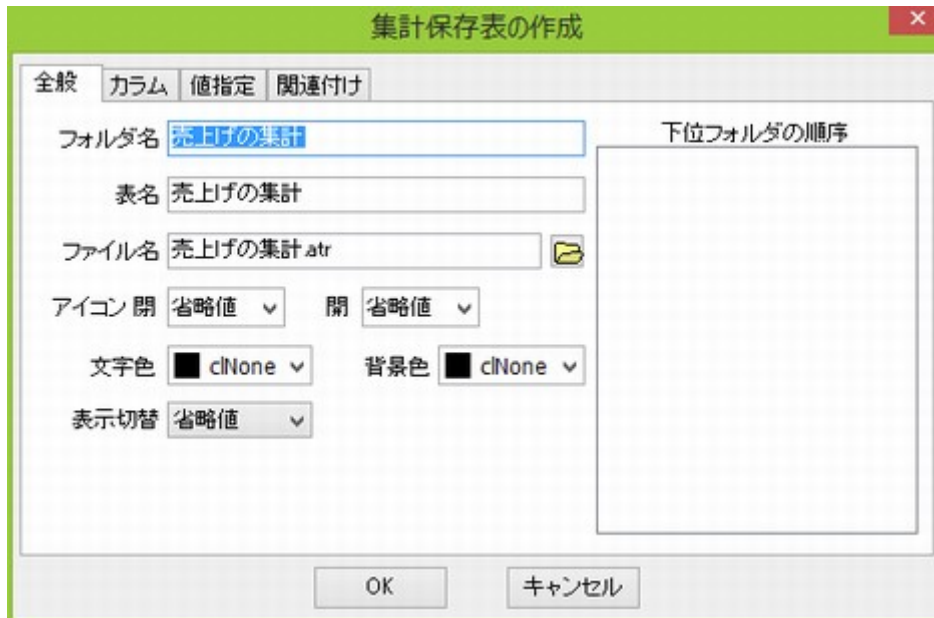 集計保存表の作成
全般 カラム 値指定 関連付け
フォルダ名 売上げの集計
下位フォルダの順序
表名 売上げの集計
ファイル名 売上げの集計.atr
アイコン 閉 省略値 開 省略値
文字色 clNone 背景色 clNone
表示切替 省略値
OK キャンセル